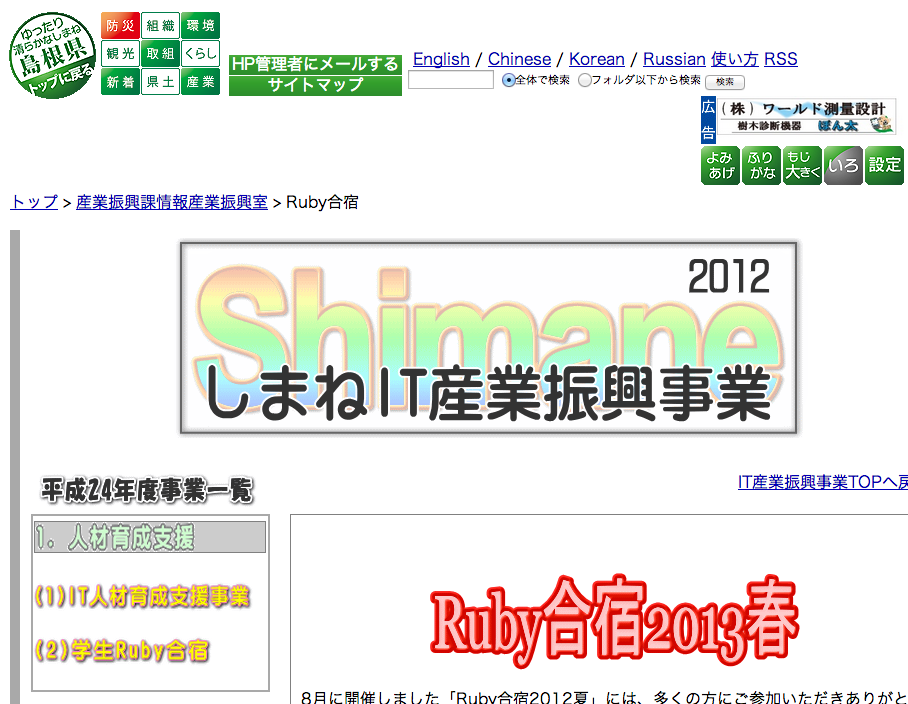 ゆったり
清らかなしまね
島根県
トップに戻る
防災 組織 環境
観光 取組 くらし
新着 県土 産業
HP管理者にメールする
サイトマップ
English / Chinese / Korean / Russian 使い方 RSS
全体で検索 フォルダ以下から検索 検索
広告
(株)ワールド測量設計
樹木診断機器 ぽん太
よみあげ ふりがな もじ大きく いろ 設定
トップ > 産業振興課情報産業振興室 > Ruby合宿
2012
Shimane
しまねIT産業振興事業
平成24年度事業一覧
IT産業振興事業TOPへ戻
1。人材育成支援
(1)IT人材育成支援事業
(2)学生Ruby合宿
Ruby合宿2013春
8月に開催しました「Ruby合宿2012夏」には、多くの方にご参加いただきありがと